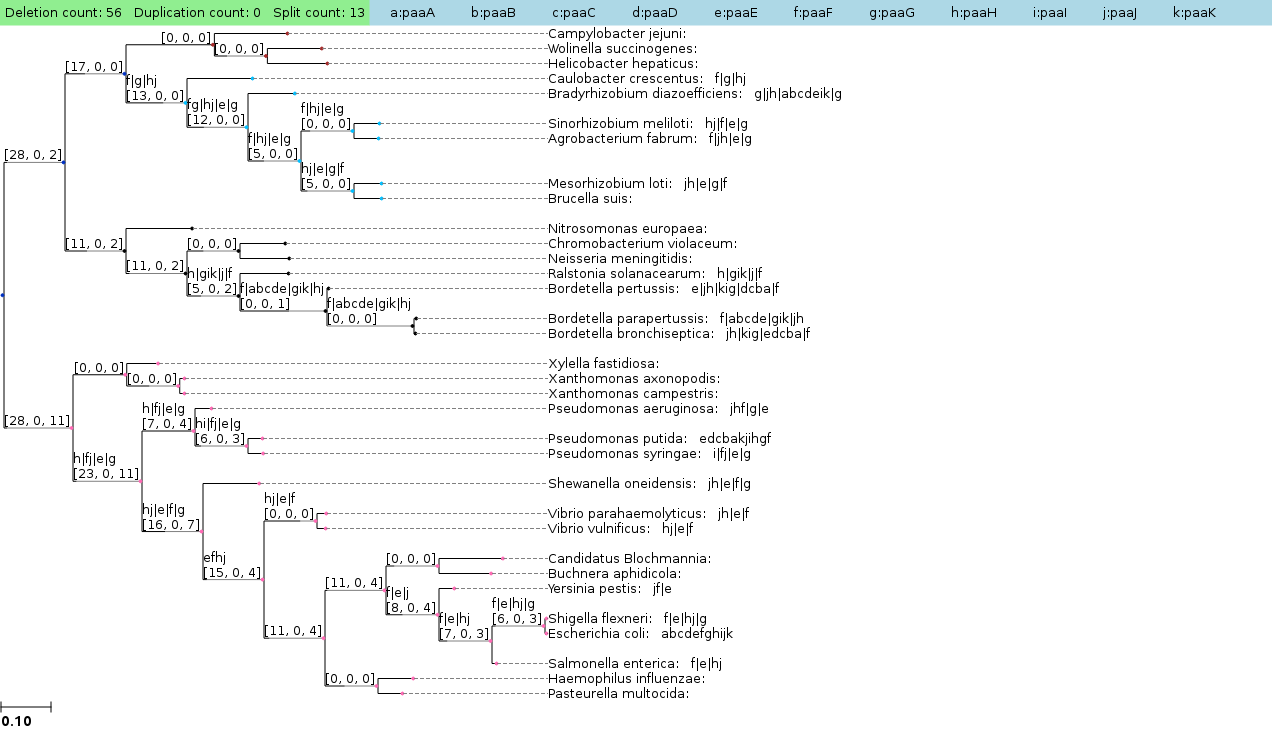 Deletion count: 56 Duplication count: 0 Split count: 13 a:paaA b:paaB c:paaC d:paaD e:paaE f:paaF g:paaG h:paaH i:paaI j:paaJ k:paaK
Campylobacter jejuni:
[0, 0, 0]
Wolinella succinogenes:
[0, 0, 0]
Helicobacter hepaticus:
[17, 0, 0]
Caulobacter crescentus: f|g|hj
f|g|hj
Bradyrhizobium diazoefficiens: g|jh|abcdeik|g
[13, 0, 0]
fg|hj|e|g
f|hj|e|g
[12, 0, 0]
Sinorhizobium meliloti: hj|f|e|g
[0, 0, 0]
Agrobacterium fabrum: f|jh|e|g
f|hj|e|g
[5, 0, 0]
[28, 0, 2]
hj|e|g|f
Mesorhizobium loti: jh|e|g|f
[5, 0, 0]
Brucella suis:
Nitrosomonas europaea:
[11, 0, 2]
[0, 0, 0]
Chromobacterium violaceum:
Neisseria meningitidis:
[11, 0, 2]
h|gik|j|f
Ralstonia solanacearum: h|gik|j|f
[5, 0, 2]
f|abcde|gik|hj
Bordetella pertussis: e|jh|kig|dcba|f
[0, 0, 1]
f|abcde|gik|hj
[0, 0, 0]
Bordetella parapertussis: f|abcde|gik|jh
Bordetella bronchiseptica: jh|kig|edcba|f
Xylella fastidiosa:
[0, 0, 0]
[0, 0, 0]
Xanthomonas axonopodis:
Xanthomonas campestris:
h|fj|e|g
Pseudomonas aeruginosa: jhf|g|e
[28, 0, 11]
[7, 0, 4]
hi|fj|e|g
[6, 0, 3]
Pseudomonas putida: edcbakjihgf
Pseudomonas syringae: i|fj|e|g
h|fj|e|g
[23, 0, 11]
Shewanella oneidensis: jh|e|f|g
hj|e|f
hj|e|f|g
[0, 0, 0]
Vibrio parahaemolyticus: jh|e|f
[16, 0, 7]
Vibrio vulnificus: hj|e|f
efhj
[0, 0, 0]
Candidatus Blochmannia:
[15, 0, 4]
Buchnera aphidicola:
[11, 0, 4]
f|e|j
Yersinia pestis: jf|e
[8, 0, 4]
f|e|hj|g
f|e|hj
[6, 0, 3]
Shigella flexneri: f|e|hj|g
[11, 0, 4]
[7, 0, 3]
Escherichia coli: abcdefghijk
Salmonella enterica: f|e|hj
[0, 0, 0]
Haemophilus influenzae:
Pasteurella multocida:
0.10